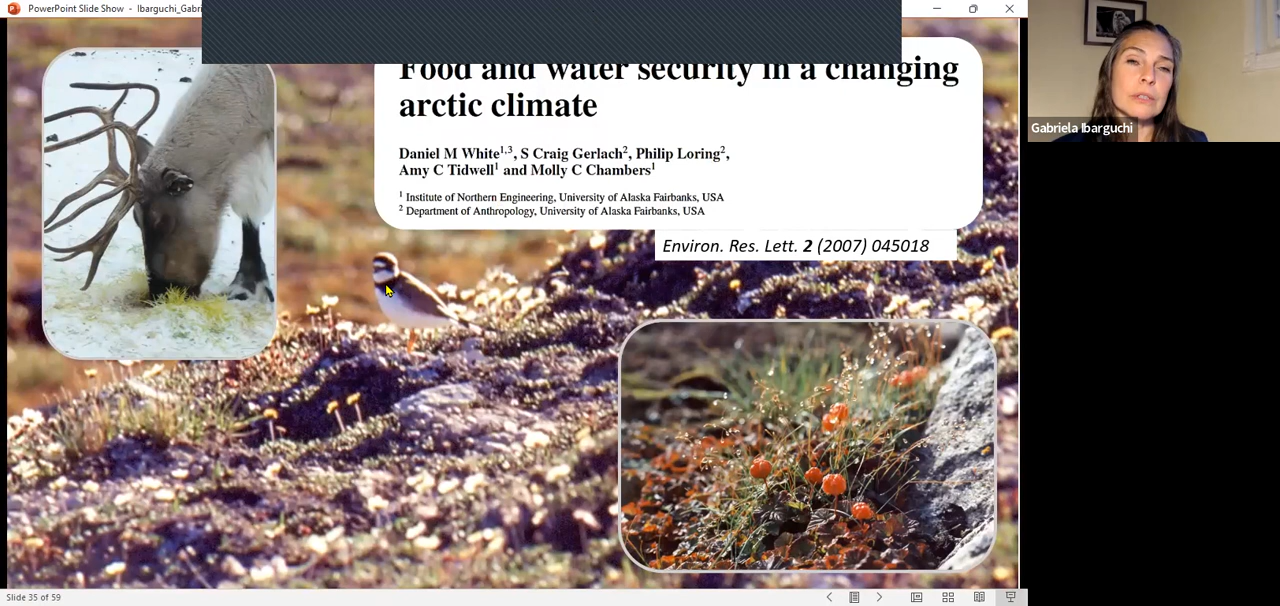 PowerPoint Slide Show - Ibarguchi_Gabri
Food and water security in a changing
arctic climate
Daniel M White1,3, S Craig Gerlach2, Philip Loring2,
Amy C Tidwell1 and Molly C Chambers1
1 Institute of Northern Engineering, University of Alaska Fairbanks, USA
2 Department of Anthropology, University of Alaska Fairbanks, USA
Environ. Res. Lett. 2 (2007) 045018
Gabriela Ibarguchi
Slide 35 of 59